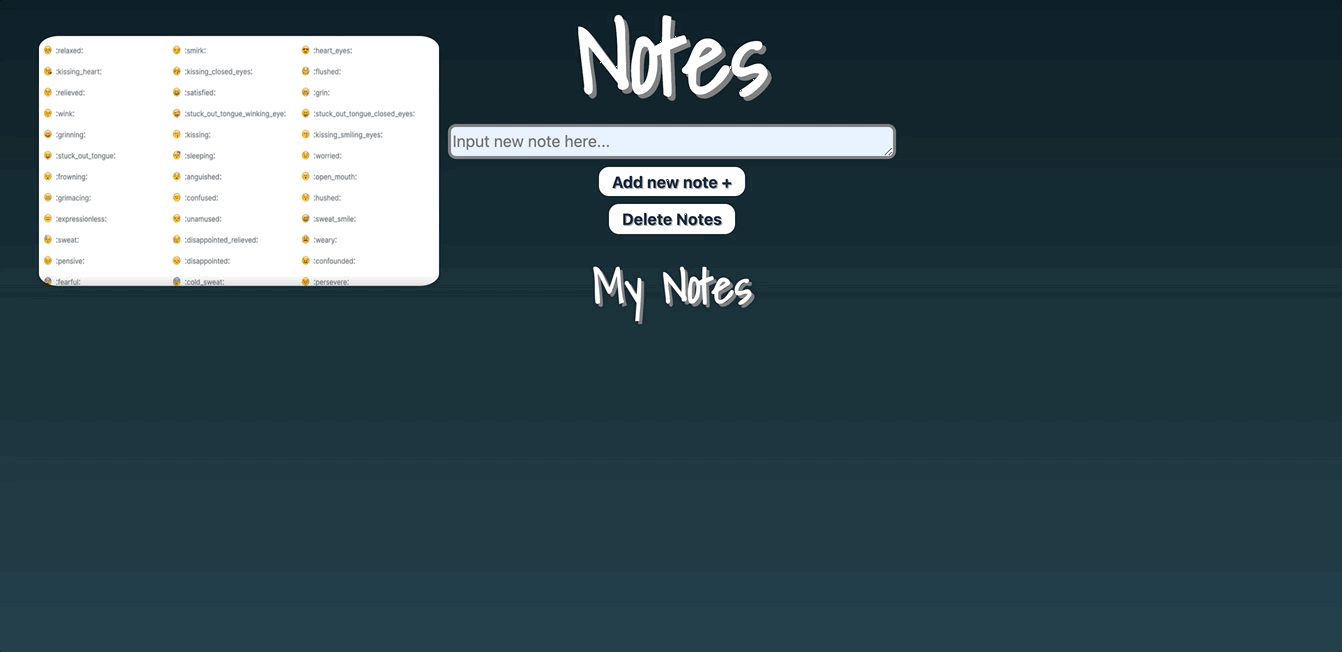 Notes
:relaxed: :smirk: :heart_eyes:
:kissing_heart: :kissing_closed_eyes: :flushed:
:relieved: :satisfied: :grin:
:wink: :stuck_out_tongue_winking_eye: :stuck_out_tongue_closed_eyes:
:grinning: :kissing: :kissing_smiling_eyes:
:stuck_out_tongue: :sleeping: :worried:
:frowning: :anguished: :open_mouth:
:grimacing: :confused: :hushed:
:expressionless: :unamused: :sweat_smile:
:sweat: :disappointed_relieved: :weary:
:pensive: :disappointed: :confounded:
:fearful: :cold_sweat: :persevere:
Input new note here...
Add new note +
Delete Notes
My Notes